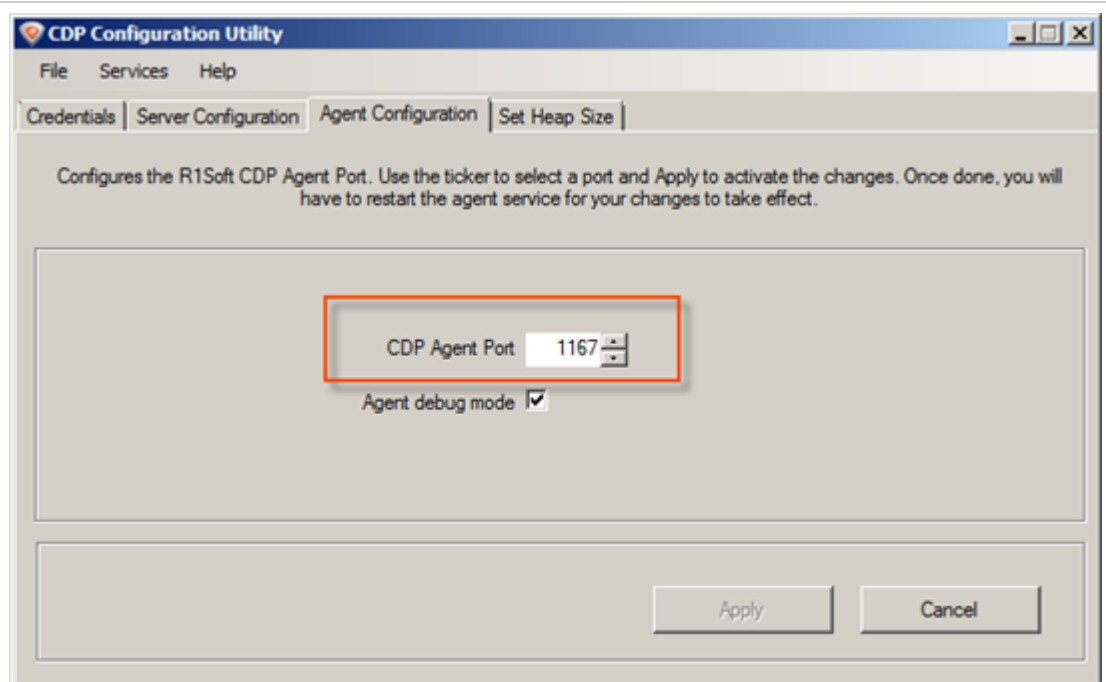 CDP Configuration Utility
File Services Help
Credentials Server Configuration Agent Configuration Set Heap Size
Configures the R1Soft CDP Agent Port. Use the ticker to select a port and Apply to activate the changes. Once done, you will
have to restart the agent service for your changes to take effect.
CDP Agent Port 1167
Agent debug mode
Apply Cancel